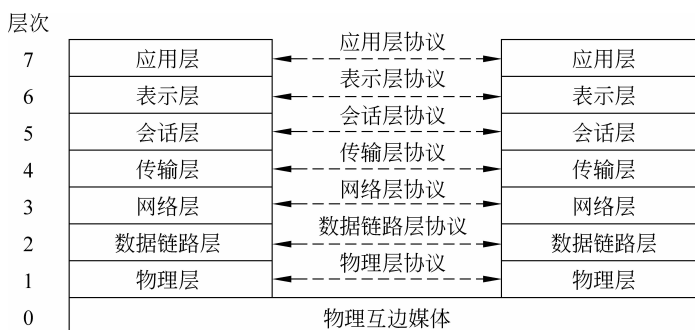 层次
应用层协议
7 应用层 应用层
表示层协议
6 表示层 表示层
会话层协议
5 会话层 会话层
传输层协议
4 传输层 传输层
网络层协议
3 网络层 网络层
数据链路层协议
2 数据链路层 数据链路层
物理层协议
1 物理层 物理层
0 物理互边媒体